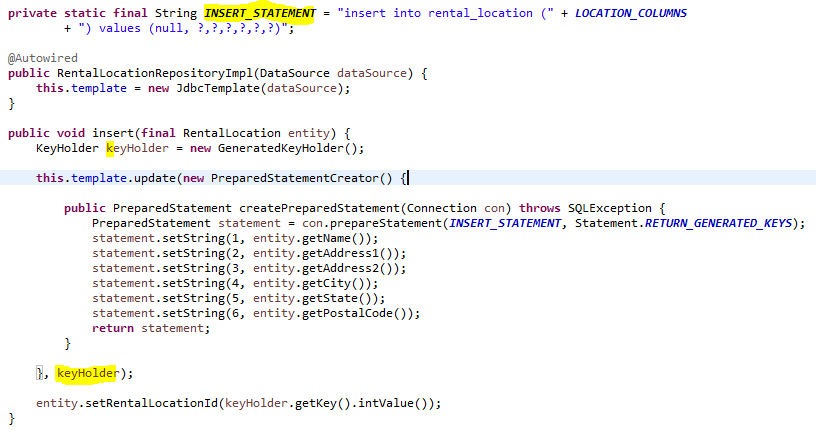 private static final String INSERT_STATEMENT = "insert into rental_location (" + LOCATION_COLUMNS
+ ") values (null, ?,?,?,?,?,?)";
@Autowired
public RentalLocationRepositoryImpl(DataSource dataSource) {
this.template = new JdbcTemplate(dataSource);
}
public void insert(final RentalLocation entity) {
KeyHolder keyHolder = new GeneratedKeyHolder();
this.template.update(new PreparedStatementCreator() {
public PreparedStatement createPreparedStatement(Connection con) throws SQLException {
PreparedStatement statement = con.prepareStatement(INSERT_STATEMENT, Statement.RETURN_GENERATED_KEYS);
statement.setString(1, entity.getName());
statement.setString(2, entity.getAddress1());
statement.setString(3, entity.getAddress2());
statement.setString(4, entity.getCity());
statement.setString(5, entity.getState());
statement.setString(6, entity.getPostalCode());
return statement;
}
}, keyHolder);
entity.setRentalLocationId(keyHolder.getKey().intValue());
}